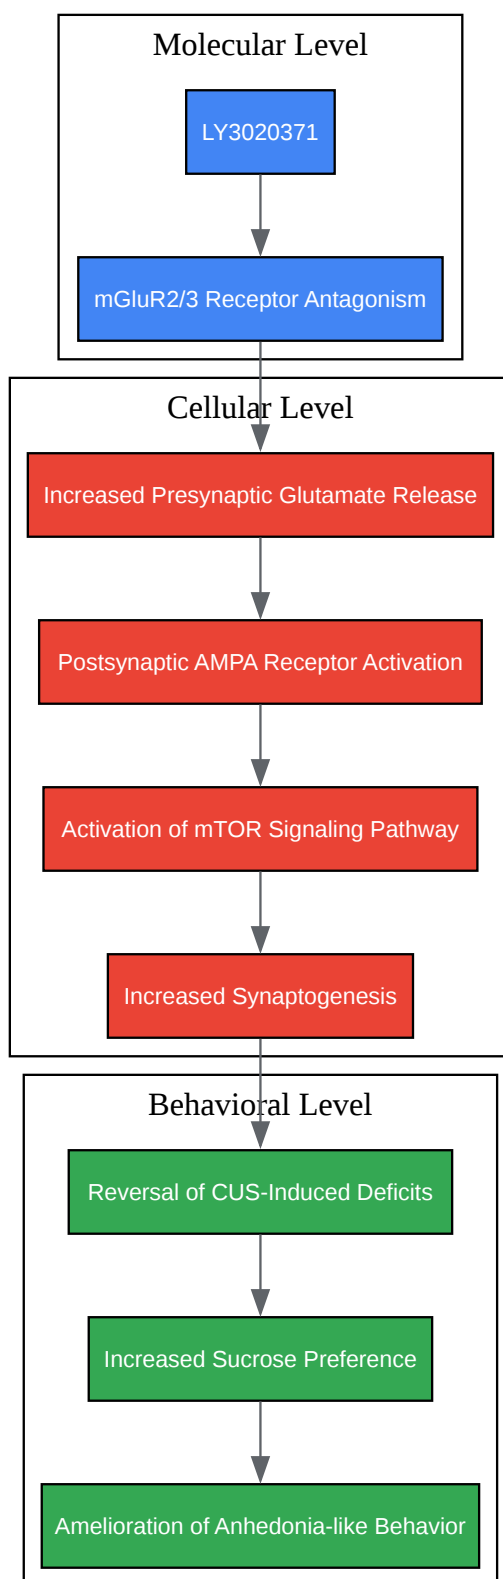 Molecular Level
LY3020371
mGluR2/3 Receptor Antagonism
Cellular Level
Increased Presynaptic Glutamate Release
Postsynaptic AMPA Receptor Activation
Activation of mTOR Signaling Pathway
Increased Synaptogenesis
Behavioral Level
Reversal of CUS-Induced Deficits
Increased Sucrose Preference
Amelioration of Anhedonia-like Behavior